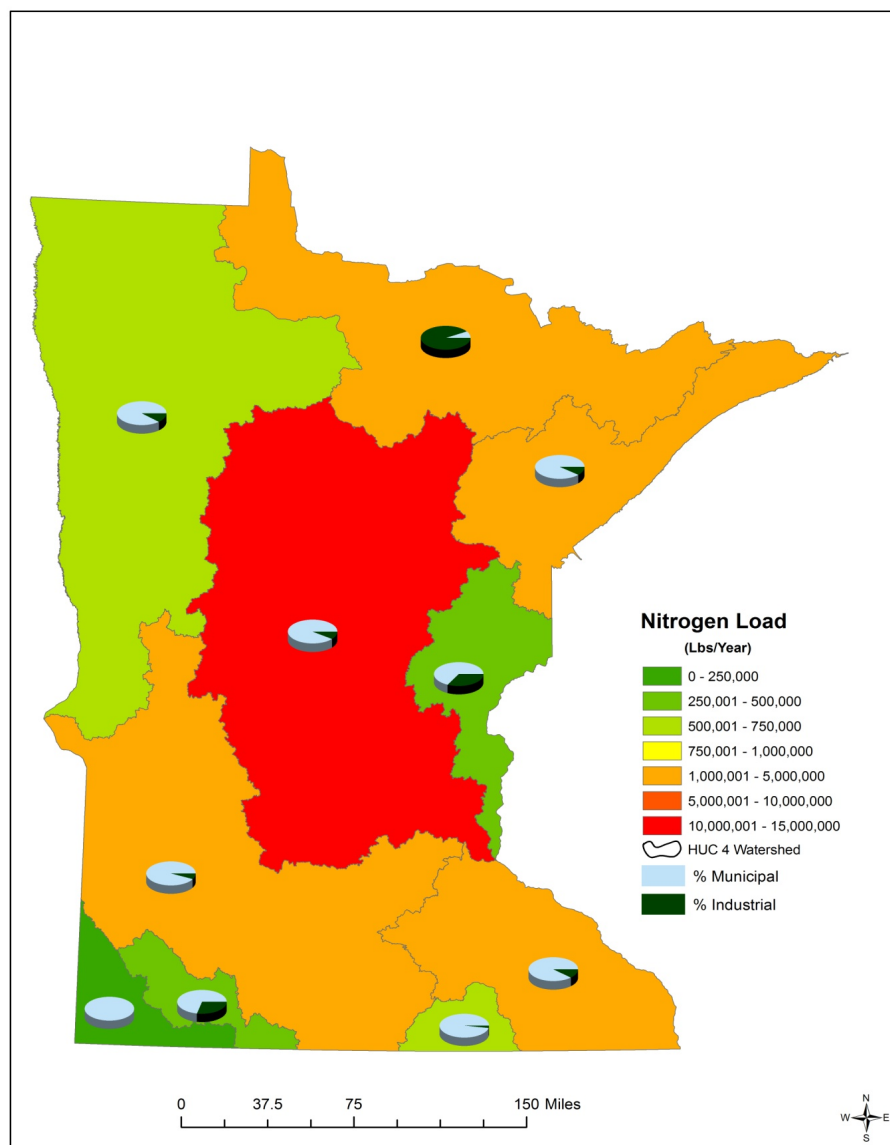 Nitrogen Load
(Lbs/Year)
0 - 250,000
250,001 - 500,000
500,001 - 750,000
750,001 - 1,000,000
1,000,001 - 5,000,000
5,000,001 - 10,000,000
10,000,001 - 15,000,000
HUC 4 Watershed
% Municipal
% Industrial
0 37.5 75 150 Miles
N
W E
S